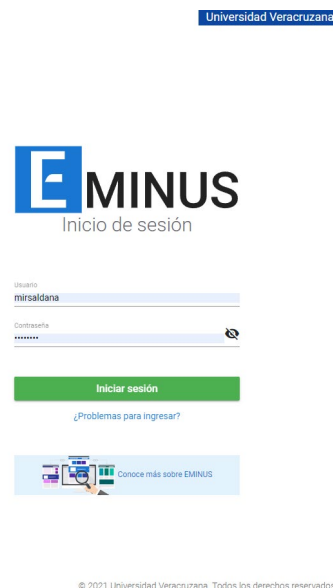 Universidad Veracruzana
EMINUS
Inicio de sesión
Usuario
mirsaldana
Contraseña
••••••••
Iniciar sesión
¿Problemas para ingresar?
Conoce más sobre EMINUS
© 2021 Universidad Veracruzana. Todos los derechos reservados